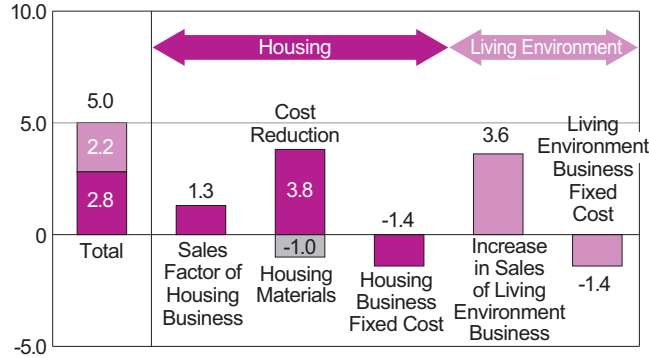 10.0
Housing
Living Environment
5.0
5.0
2.2
2.8
Total
1.3
Sales
Factor of
Housing
Business
Cost
Reduction
3.8
-1.0
Housing
Materials
-1.4
Housing
Business
Fixed Cost
3.6
Increase
in Sales
of Living
Environment
Business
Living
Environment
Business
Fixed
Cost
-1.4
0
-5.0